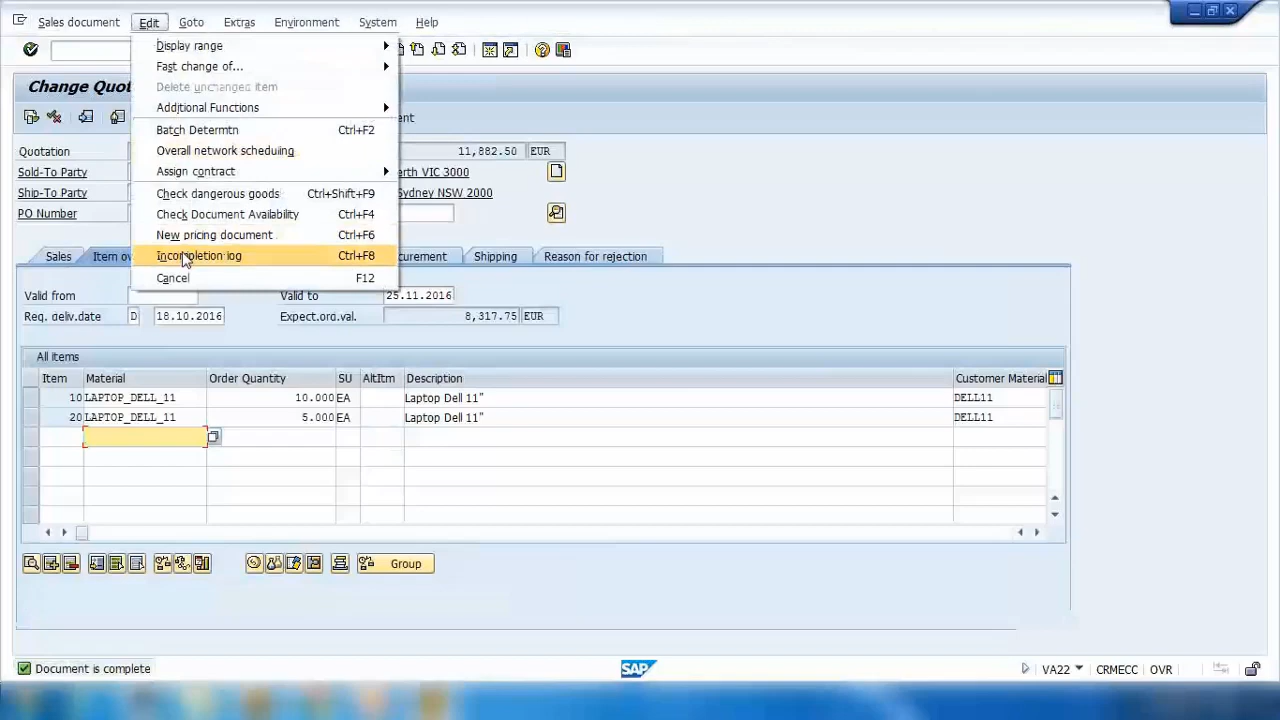 Sales document Edit Goto Extras Environment System Help
Display range
Fast change of...
Change Quo
Delete unchanged item
Additional Functions
ent
Batch Determtn Ctrl+F2
Quotation 11,882.50 EUR
Overall network scheduling
Sold-To Party erth VIC 3000
Assign contract
Ship-To Party Sydney NSW 2000
Check dangerous goods Ctrl+Shift+F9
PO Number
Check Document Availability Ctrl+F4
New pricing document Ctrl+F6
Sales Item ov curement Shipping Reason for rejection
Incompletion log Ctrl+F8
Cancel F12
Valid from Valid to 25.11.2016
Req. deliv.date D 18.10.2016 Expect.ord.val. 8,317.75 EUR
All items
Item Material Order Quantity SU AltItm Description Customer Material
10 LAPTOP_DELL_11 10.000 EA Laptop Dell 11" DELL11
20 LAPTOP_DELL_11 5.000 EA Laptop Dell 11" DELL11
Group
Document is complete SAP VA22 CRMECC OVR